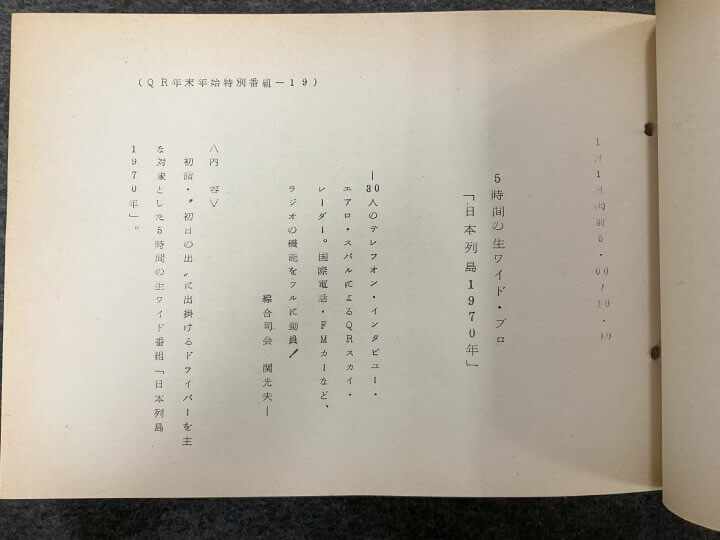 (QR年末年始特別番組－19)
1月1日(木)前5・00/10・00
5時間の生ワイド・プロ
「日本列島1970年」
―30人のテレフォン・インタビュー・
エアロ・スバルによるQRスカイ・
レーダー。国際電話・FMカーなど、
ラジオの機能をフルに動員!
綜合司会 関光夫―
<内容>
初詣・〝初日の出〟に出掛けるドライバーを主
な対象とした5時間の生ワイド番組「日本列島
1970年」。